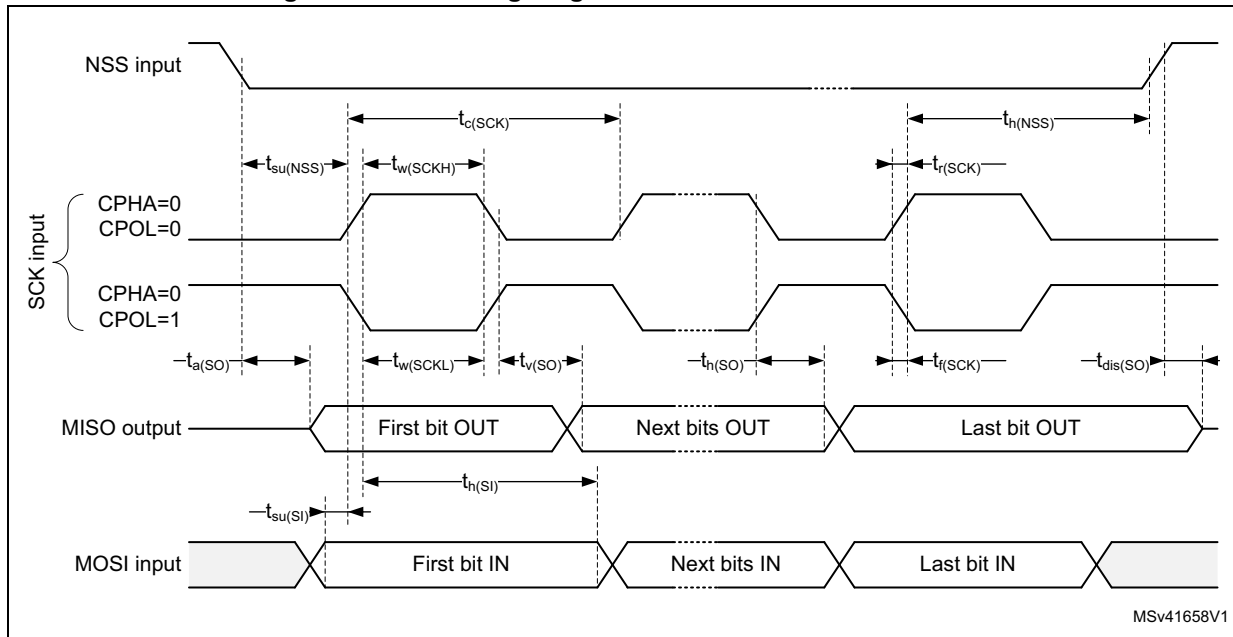 NSS input
tc(SCK)
th(NSS)
tsu(NSS)
tw(SCKH)
tr(SCK)
CPHA=0
CPOL=0
SCK input
CPHA=0
CPOL=1
ta(SO)
tw(SCKL)
tv(SO)
th(SO)
tf(SCK)
tdis(SO)
MISO output
First bit OUT
Next bits OUT
Last bit OUT
th(SI)
tsu(SI)
MOSI input
First bit IN
Next bits IN
Last bit IN
MSv41658V1